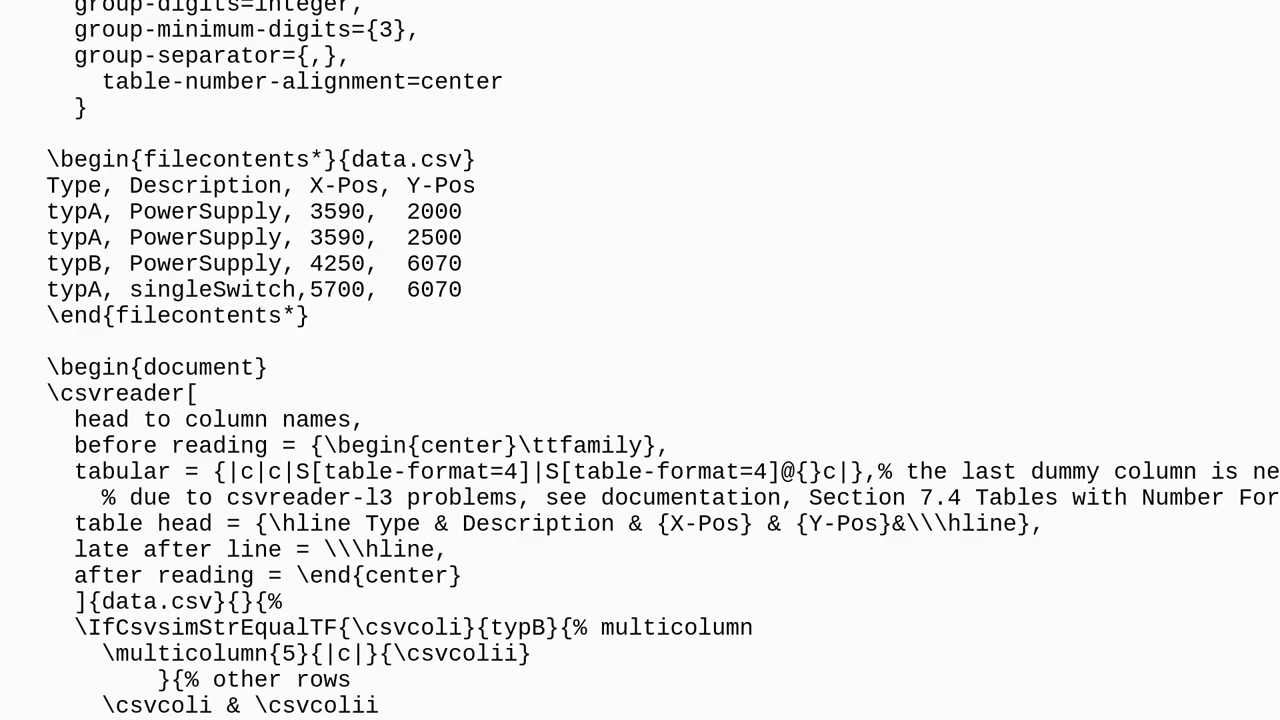 group-digits=integer,
group-minimum-digits={3},
group-separator={,},
table-number-alignment=center
}
\begin{filecontents*}{data.csv}
Type, Description, X-Pos, Y-Pos
typA, PowerSupply, 3590,  2000
typA, PowerSupply, 3590,  2500
typB, PowerSupply, 4250,  6070
typA, singleSwitch,5700,  6070
\end{filecontents*}
\begin{document}
\csvreader[
head to column names,
before reading = {\begin{center}\ttfamily},
tabular = {|c|c|S[table-format=4]|S[table-format=4]@{}c|},% the last dummy column is ne
% due to csvreader-l3 problems, see documentation, Section 7.4 Tables with Number For
table head = {\hline Type & Description & {X-Pos} & {Y-Pos}&\\\hline},
late after line = \\\hline,
after reading = \end{center}
]{data.csv}{}{%
\IfCsvsimStrEqualTF{\csvcoli}{typB}{% multicolumn
\multicolumn{5}{|c|}{\csvcolii}
}{% other rows
\csvcoli & \csvcolii